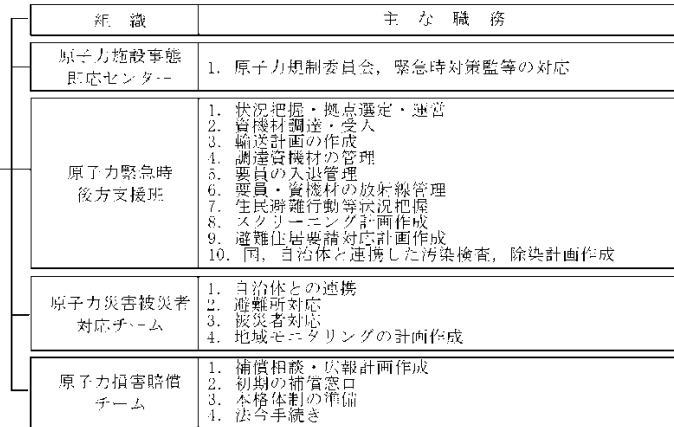 組織 主な職務
原子力施設事態
即応センター
1. 原子力規制委員会，緊急時対策監等の対応
原子力緊急時
後方支援班
1. 状況把握・拠点選定・運営
2. 資機材調達・受入
3. 輸送計画の作成
4. 調達資機材の管理
5. 要員の入退管理
6. 要員・資機材の放射線管理
7. 住民避難行動等状況把握
8. スクリーニング計画作成
9. 避難住居要請対応計画作成
10. 国，自治体と連携した汚染検査，除染計画作成
原子力災害被災者
対応チーム
1. 自治体との連携
2. 避難所対応
3. 被災者対応
4. 地域モニタリングの計画作成
原子力損害賠償
チーム
1. 補償相談・広報計画作成
2. 初期の補償窓口
3. 本格体制の準備
4. 法令手続き